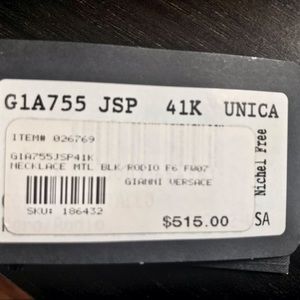 G1A755 JSP 41K UNICA
ITEM# 026769
G1A755JSP41K
NECKLACE MTL BLK/RODIO F6 FW07
GIANNI VERSACE
SKU: 186432
$515.00
Nichel Free
SA